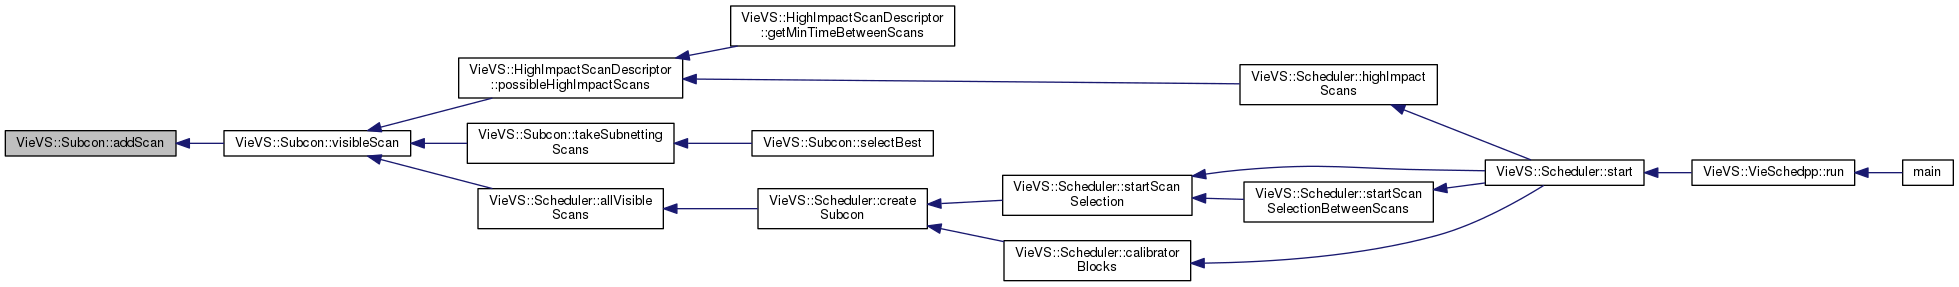 VieVS::HighImpactScanDescriptor
::getMinTimeBetweenScans
VieVS::HighImpactScanDescriptor
::possibleHighImpactScans
VieVS::Scheduler::highImpact
Scans
VieVS::Subcon::addScan
VieVS::Subcon::visibleScan
VieVS::Subcon::takeSubnetting
Scans
VieVS::Subcon::selectBest
VieVS::Scheduler::allVisible
Scans
VieVS::Scheduler::create
Subcon
VieVS::Scheduler::startScan
Selection
VieVS::Scheduler::startScan
SelectionBetweenScans
VieVS::Scheduler::calibrator
Blocks
VieVS::Scheduler::start
VieVS::VieSchedpp::run
main